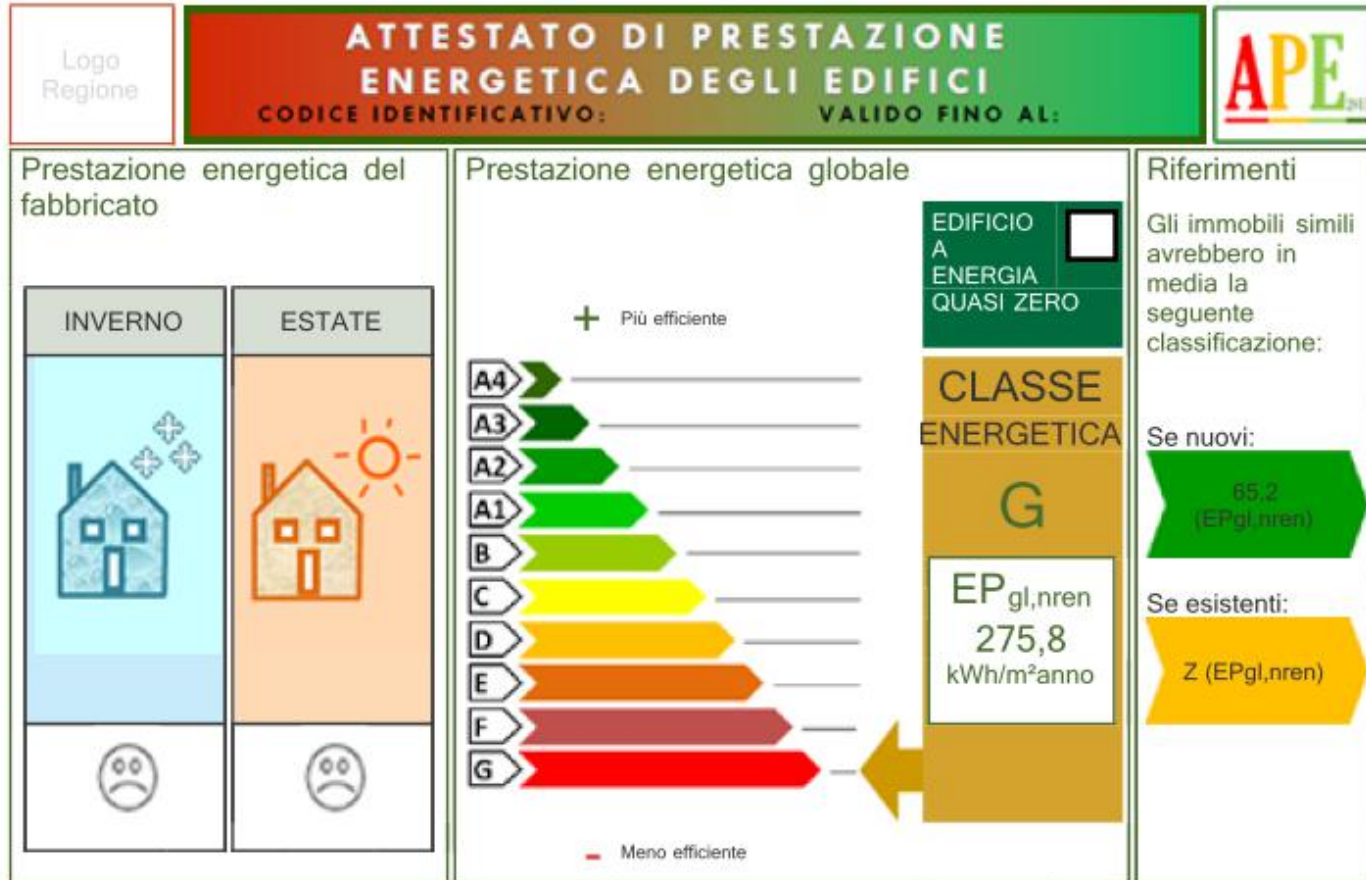 Logo
Regione
ATTESTATO DI PRESTAZIONE
ENERGETICA DEGLI EDIFICI
CODICE IDENTIFICATIVO: VALIDO FINO AL:
APE
Prestazione energetica del
fabbricato
INVERNO
ESTATE
Prestazione energetica globale
+ Più efficiente
A4
A3
A2
A1
B
C
D
E
F
G
- Meno efficiente
EDIFICIO
A
ENERGIA
QUASI ZERO
CLASSE
ENERGETICA
G
EPgl,nren
275,8
kWh/m²anno
Riferimenti
Gli immobili simili
avrebbero in
media la
seguente
classificazione:
Se nuovi:
65,2
(EPgl,nren)
Se esistenti:
Z (EPgl,nren)